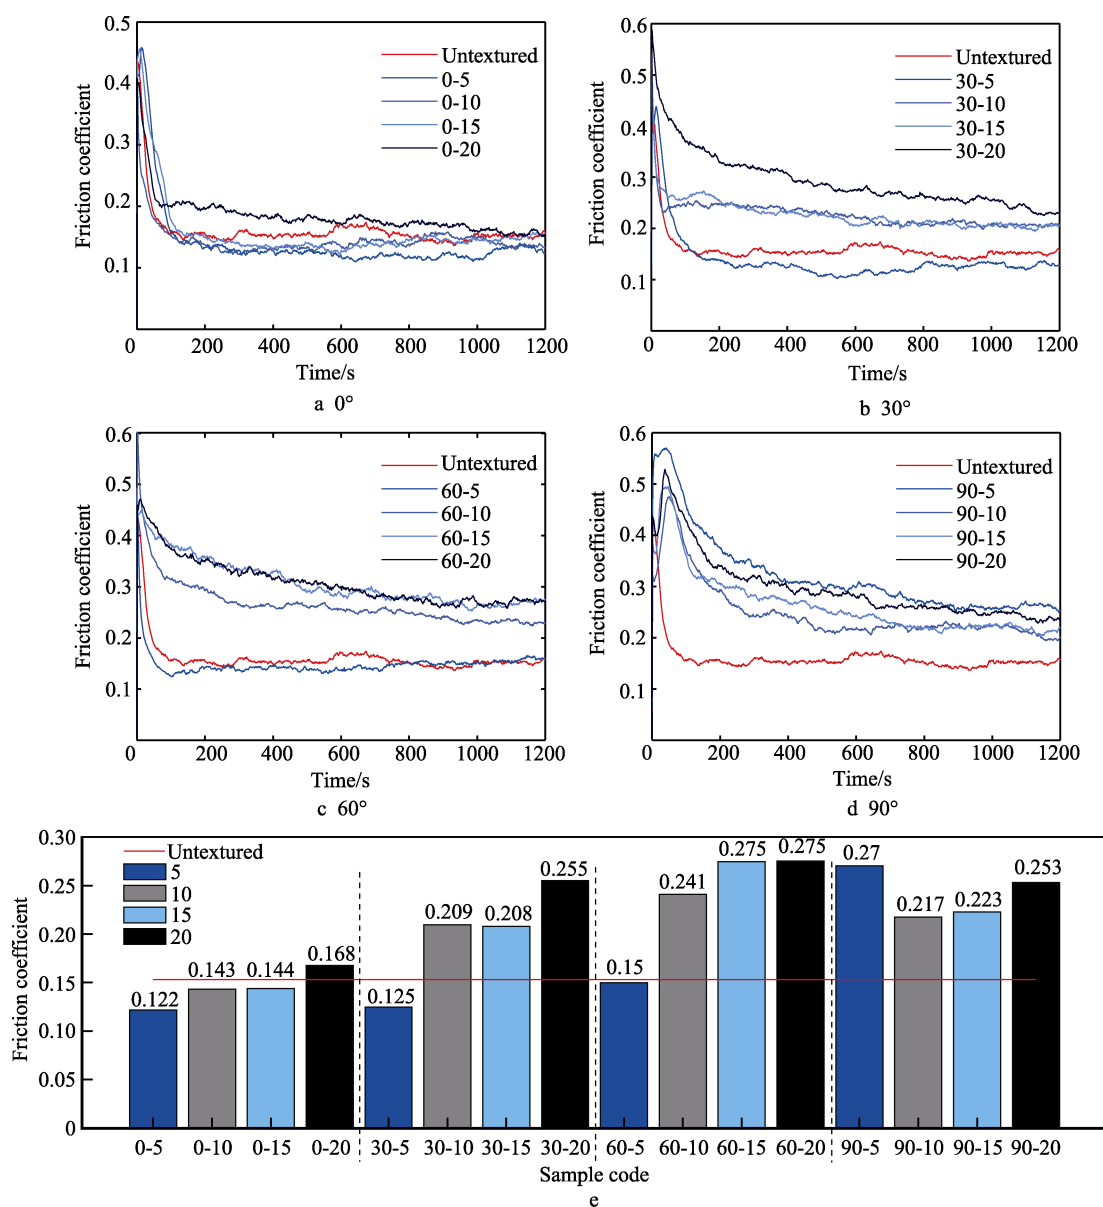 0.5
0.4
0.3
0.2
0.1
Friction coefficient
Untextured
0-5
0-10
0-15
0-20
0 200 400 600 800 1000 1200
Time/s
a 0°
0.6
0.5
0.4
0.3
0.2
0.1
Friction coefficient
Untextured
30-5
30-10
30-15
30-20
0 200 400 600 800 1000 1200
Time/s
b 30°
0.6
0.5
0.4
0.3
0.2
0.1
Friction coefficient
Untextured
60-5
60-10
60-15
60-20
0 200 400 600 800 1000 1200
Time/s
c 60°
0.6
0.5
0.4
0.3
0.2
0.1
Friction coefficient
Untextured
90-5
90-10
90-15
90-20
0 200 400 600 800 1000 1200
Time/s
d 90°
0.30
0.25
0.20
0.15
0.10
0.05
0
Friction coefficient
Untextured
5
10
15
20
0.122 0.143 0.144 0.168 0.125 0.209 0.208 0.255 0.15 0.241 0.275 0.275 0.27 0.217 0.223 0.253
0-5 0-10 0-15 0-20 30-5 30-10 30-15 30-20 60-5 60-10 60-15 60-20 90-5 90-10 90-15 90-20
Sample code
e